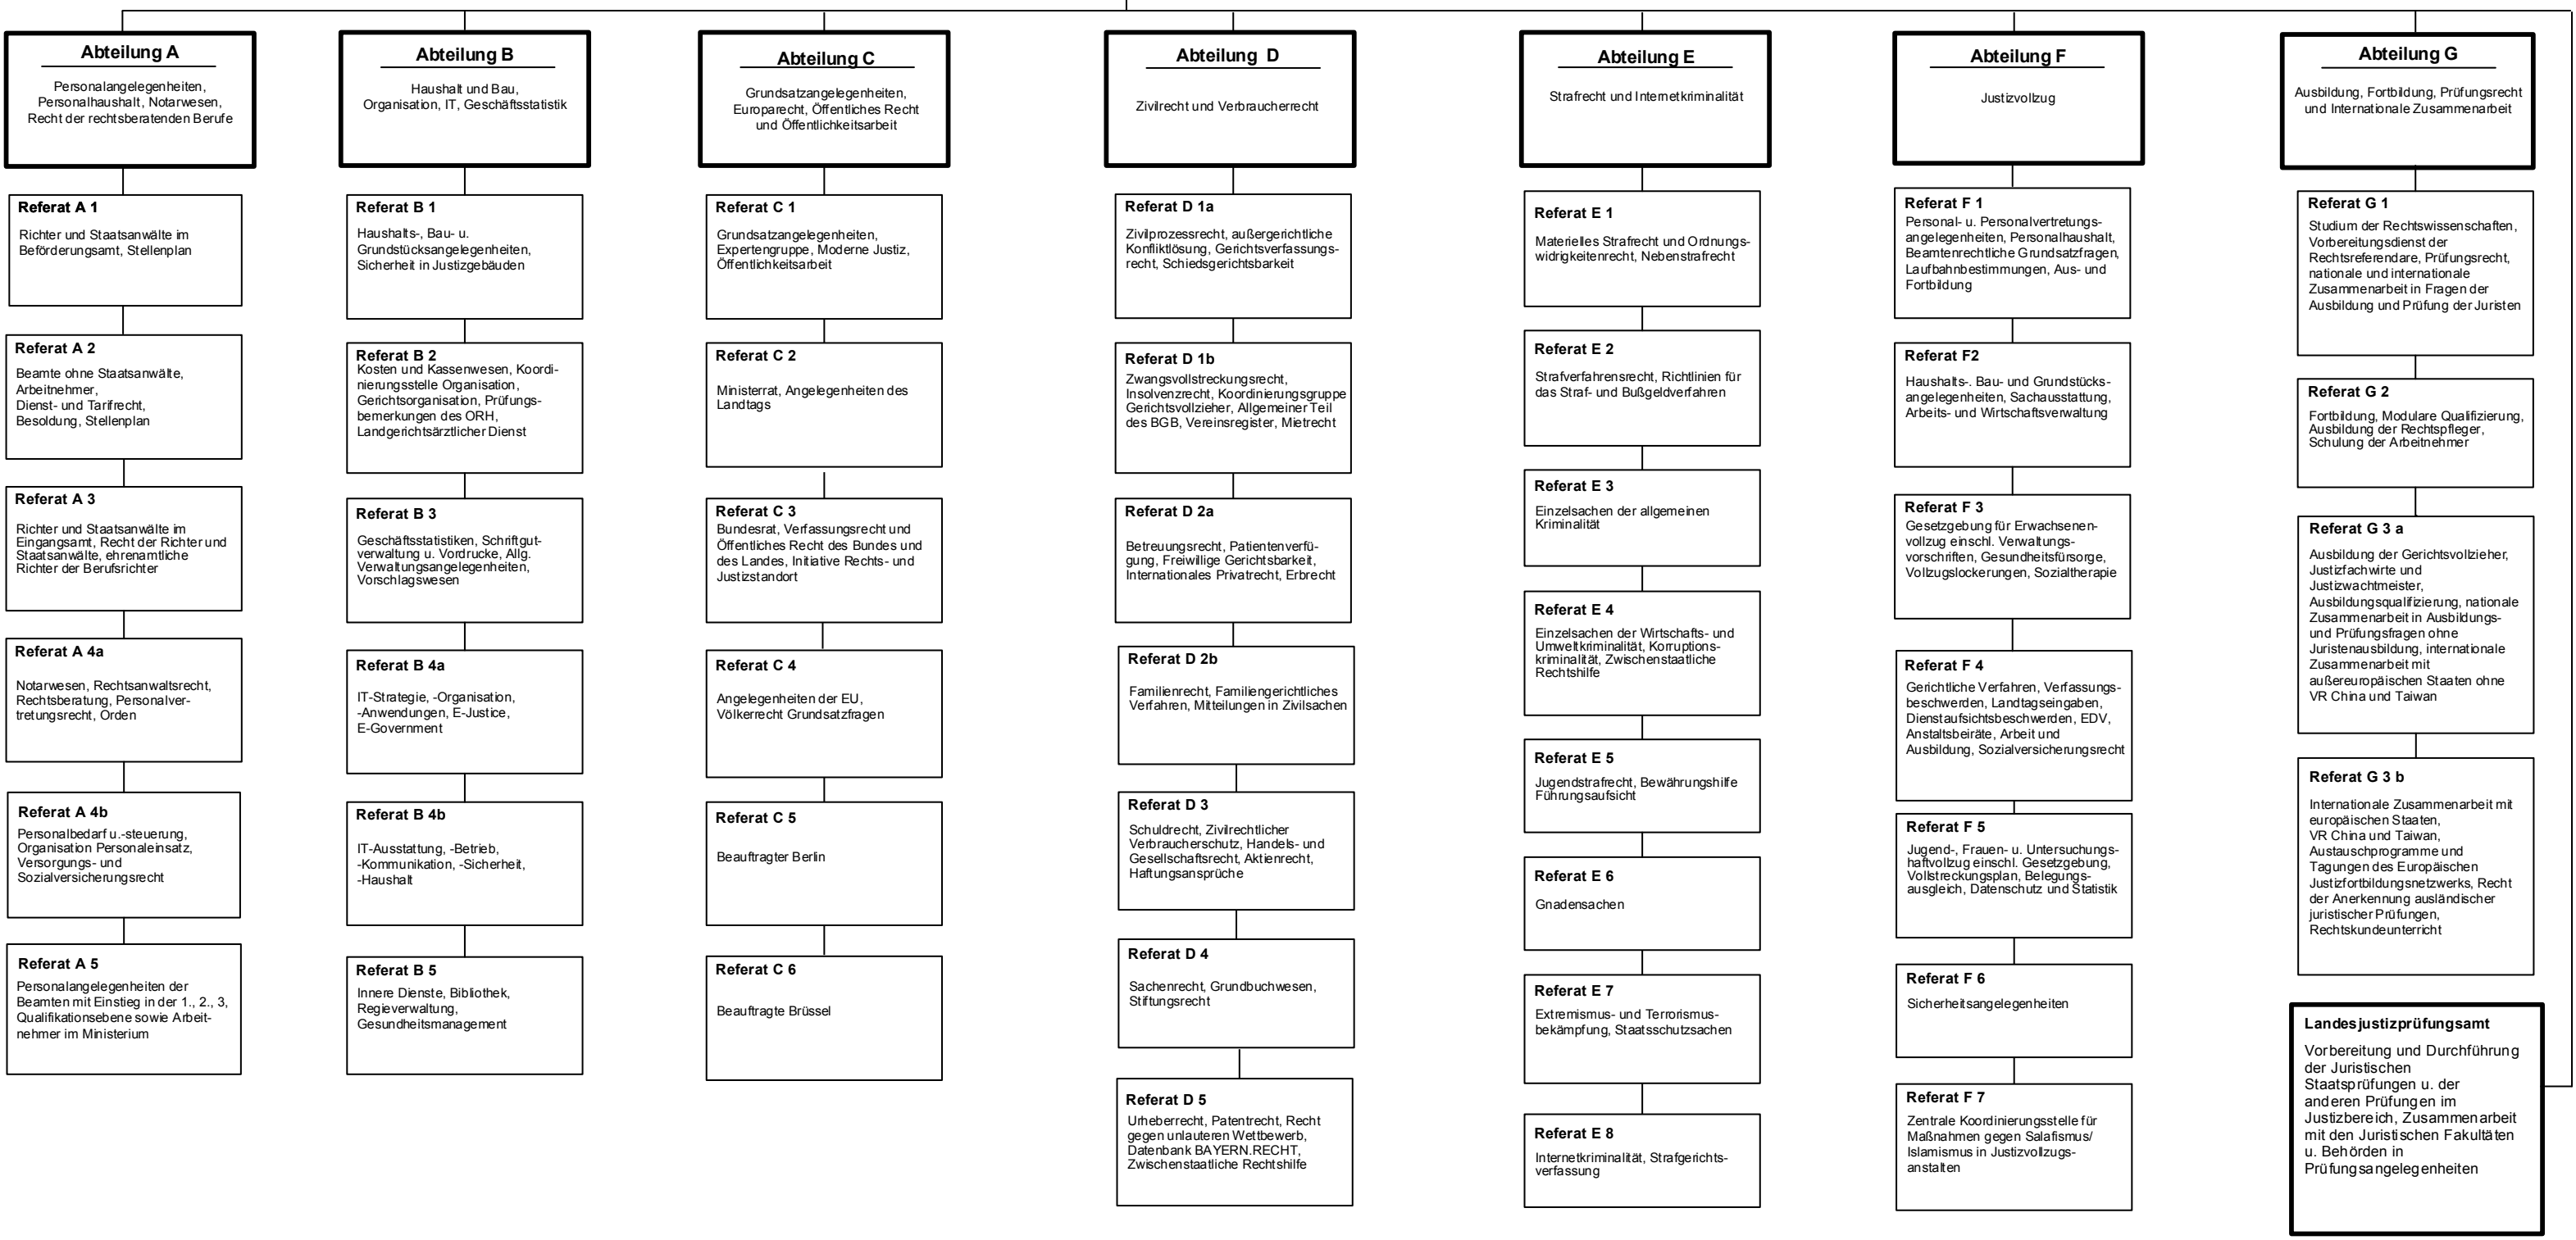 Abteilung A
Personalangelegenheiten,
Personalhaushalt, Notarwesen,
Recht der rechtsberatenden Berufe
Referat A 1
Richter und Staatsanwälte im
Beförderungsamt, Stellenplan
Referat A 2
Beamte ohne Staatsanwälte,
Arbeitnehmer,
Dienst- und Tarifrecht,
Besoldung, Stellenplan
Referat A 3
Richter und Staatsanwälte im
Eingangsamt, Recht der Richter und
Staatsanwälte, ehrenamtliche
Richter der Berufsrichter
Referat A 4a
Notarwesen, Rechtsanwaltsrecht,
Rechtsberatung, Personalver-
tretungsrecht, Orden
Referat A 4b
Personalbedarf u.-steuerung,
Organisation Personaleinsatz,
Versorgungs- und
Sozialversicherungsrecht
Referat A 5
Personalangelegenheiten der
Beamten mit Einstieg in der 1., 2., 3,
Qualifikationsebene sowie Arbeit-
nehmer im Ministerium
Abteilung B
Haushalt und Bau,
Organisation, IT, Geschäftsstatistik
Referat B 1
Haushalts-, Bau- u.
Grundstücksangelegenheiten,
Sicherheit in Justizgebäuden
Referat B 2
Kosten und Kassenwesen, Koordi-
nierungsstelle Organisation,
Gerichtsorganisation, Prüfungs-
bemerkungen des ORH,
Landgerichtsärztlicher Dienst
Referat B 3
Geschäftsstatistiken, Schriftgut-
verwaltung u. Vordrucke, Allg.
Verwaltungsangelegenheiten,
Vorschlagswesen
Referat B 4a
IT-Strategie, -Organisation,
-Anwendungen, E-Justice,
E-Government
Referat B 4b
IT-Ausstattung, -Betrieb,
-Kommunikation, -Sicherheit,
-Haushalt
Referat B 5
Innere Dienste, Bibliothek,
Regieverwaltung,
Gesundheitsmanagement
Abteilung C
Grundsatzangelegenheiten,
Europarecht, Öffentliches Recht
und Öffentlichkeitsarbeit
Referat C 1
Grundsatzangelegenheiten,
Expertengruppe, Moderne Justiz,
Öffentlichkeitsarbeit
Referat C 2
Ministerrat, Angelegenheiten des
Landtags
Referat C 3
Bundesrat, Verfassungsrecht und
Öffentliches Recht des Bundes und
des Landes, Initiative Rechts- und
Justizstandort
Referat C 4
Angelegenheiten der EU,
Völkerrecht Grundsatzfragen
Referat C 5
Beauftragter Berlin
Referat C 6
Beauftragte Brüssel
Abteilung D
Zivilrecht und Verbraucherrecht
Referat D 1a
Zivilprozessrecht, außergerichtliche
Konfliktlösung, Gerichtsverfassungs-
recht, Schiedsgerichtsbarkeit
Referat D 1b
Zwangsvollstreckungsrecht,
Insolvenzrecht, Koordinierungsgruppe
Gerichtsvollzieher, Allgemeiner Teil
des BGB, Vereinsregister, Mietrecht
Referat D 2a
Betreuungsrecht, Patientenverfü-
gung, Freiwillige Gerichtsbarkeit,
Internationales Privatrecht, Erbrecht
Referat D 2b
Familienrecht, Familiengerichtliches
Verfahren, Mitteilungen in Zivilsachen
Referat D 3
Schuldrecht, Zivilrechtlicher
Verbraucherschutz, Handels- und
Gesellschaftsrecht, Aktienrecht,
Haftungsansprüche
Referat D 4
Sachenrecht, Grundbuchwesen,
Stiftungsrecht
Referat D 5
Urheberrecht, Patentrecht, Recht
gegen unlauteren Wettbewerb,
Datenbank BAYERN.RECHT,
Zwischenstaatliche Rechtshilfe
Abteilung E
Strafrecht und Internetkriminalität
Referat E 1
Materielles Strafrecht und Ordnungs-
widrigkeitenrecht, Nebenstrafrecht
Referat E 2
Strafverfahrensrecht, Richtlinien für
das Straf- und Bußgeldverfahren
Referat E 3
Einzelsachen der allgemeinen
Kriminalität
Referat E 4
Einzelsachen der Wirtschafts- und
Umweltkriminalität, Korruptions-
kriminalität, Zwischenstaatliche
Rechtshilfe
Referat E 5
Jugendstrafrecht, Bewährungshilfe
Führungsaufsicht
Referat E 6
Gnadensachen
Referat E 7
Extremismus- und Terrorismus-
bekämpfung, Staatsschutzsachen
Referat E 8
Internetkriminalität, Strafgerichts-
verfassung
Abteilung F
Justizvollzug
Referat F 1
Personal- u. Personalvertretungs-
angelegenheiten, Personalhaushalt,
Beamtenrechtliche Grundsatzfragen,
Laufbahnbestimmungen, Aus- und
Fortbildung
Referat F2
Haushalts-. Bau- und Grundstücks-
angelegenheiten, Sachausstattung,
Arbeits- und Wirtschaftsverwaltung
Referat F 3
Gesetzgebung für Erwachsenen-
vollzug einschl. Verwaltungs-
vorschriften, Gesundheitsfürsorge,
Vollzugslockerungen, Sozialtherapie
Referat F 4
Gerichtliche Verfahren, Verfassungs-
beschwerden, Landtagseingaben,
Dienstaufsichtsbeschwerden, EDV,
Anstaltsbeiräte, Arbeit und
Ausbildung, Sozialversicherungsrecht
Referat F 5
Jugend-, Frauen- u. Untersuchungs-
haftvollzug einschl. Gesetzgebung,
Vollstreckungsplan, Belegungs-
ausgleich, Datenschutz und Statistik
Referat F 6
Sicherheitsangelegenheiten
Referat F 7
Zentrale Koordinierungsstelle für
Maßnahmen gegen Salafismus/
Islamismus in Justizvollzugs-
anstalten
Abteilung G
Ausbildung, Fortbildung, Prüfungsrecht
und Internationale Zusammenarbeit
Referat G 1
Studium der Rechtswissenschaften,
Vorbereitungsdienst der
Rechtsreferendare, Prüfungsrecht,
nationale und internationale
Zusammenarbeit in Fragen der
Ausbildung und Prüfung der Juristen
Referat G 2
Fortbildung, Modulare Qualifizierung,
Ausbildung der Rechtspfleger,
Schulung der Arbeitnehmer
Referat G 3 a
Ausbildung der Gerichtsvollzieher,
Justizfachwirte und
Justizwachtmeister,
Ausbildungsqualifizierung, nationale
Zusammenarbeit in Ausbildungs-
und Prüfungsfragen ohne
Juristenausbildung, internationale
Zusammenarbeit mit
außereuropäischen Staaten ohne
VR China und Taiwan
Referat G 3 b
Internationale Zusammenarbeit mit
europäischen Staaten,
VR China und Taiwan,
Austauschprogramme und
Tagungen des Europäischen
Justizfortbildungsnetzwerks, Recht
der Anerkennung ausländischer
juristischer Prüfungen,
Rechtskundeunterricht
Landesjustizprüfungsamt
Vorbereitung und Durchführung
der Juristischen
Staatsprüfungen u. der
anderen Prüfungen im
Justizbereich, Zusammenarbeit
mit den Juristischen Fakultäten
u. Behörden in
Prüfungsangelegenheiten